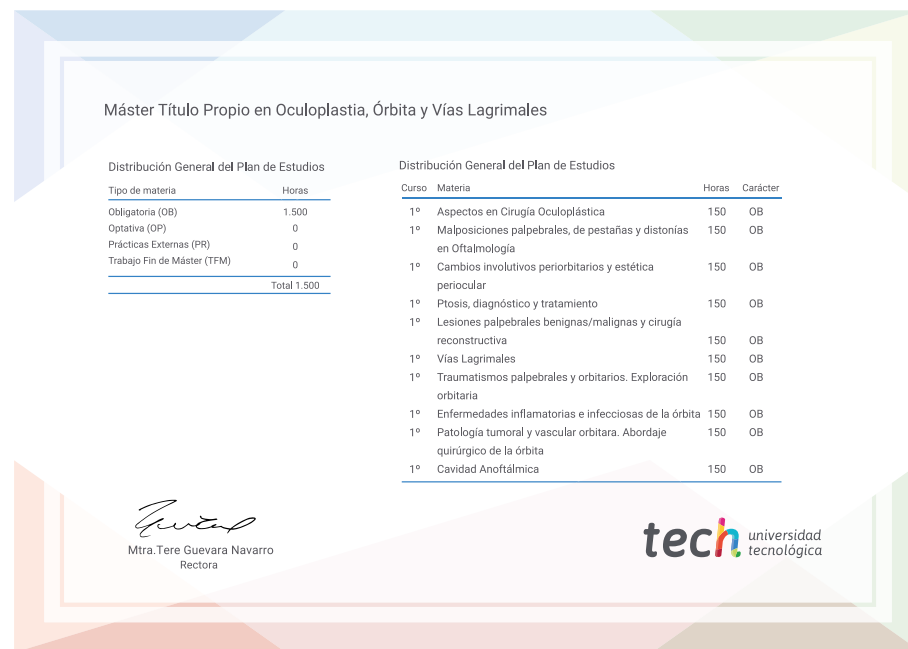 Máster Título Propio en Oculoplastia, Órbita y Vías Lagrimales
Distribución General del Plan de Estudios
Tipo de materia Horas
Obligatoria (OB) 1.500
Optativa (OP) 0
Prácticas Externas (PR) 0
Trabajo Fin de Máster (TFM) 0
Total 1.500
Distribución General del Plan de Estudios
Curso Materia Horas Carácter
1º Aspectos en Cirugía Oculoplástica 150 OB
1º Malposiciones palpebrales, de pestañas y distonías 150 OB
en Oftalmología
1º Cambios involutivos periorbitarios y estética 150 OB
periocular
1º Ptosis, diagnóstico y tratamiento 150 OB
1º Lesiones palpebrales benignas/malignas y cirugía
reconstructiva 150 OB
1º Vías Lagrimales 150 OB
1º Traumatismos palpebrales y orbitarios. Exploración 150 OB
orbitaria
1º Enfermedades inflamatorias e infecciosas de la órbita 150 OB
1º Patología tumoral y vascular orbitara. Abordaje 150 OB
quirúrgico de la órbita
1º Cavidad Anoftálmica 150 OB
Mtra.Tere Guevara Navarro
Rectora
tech universidad
tecnológica